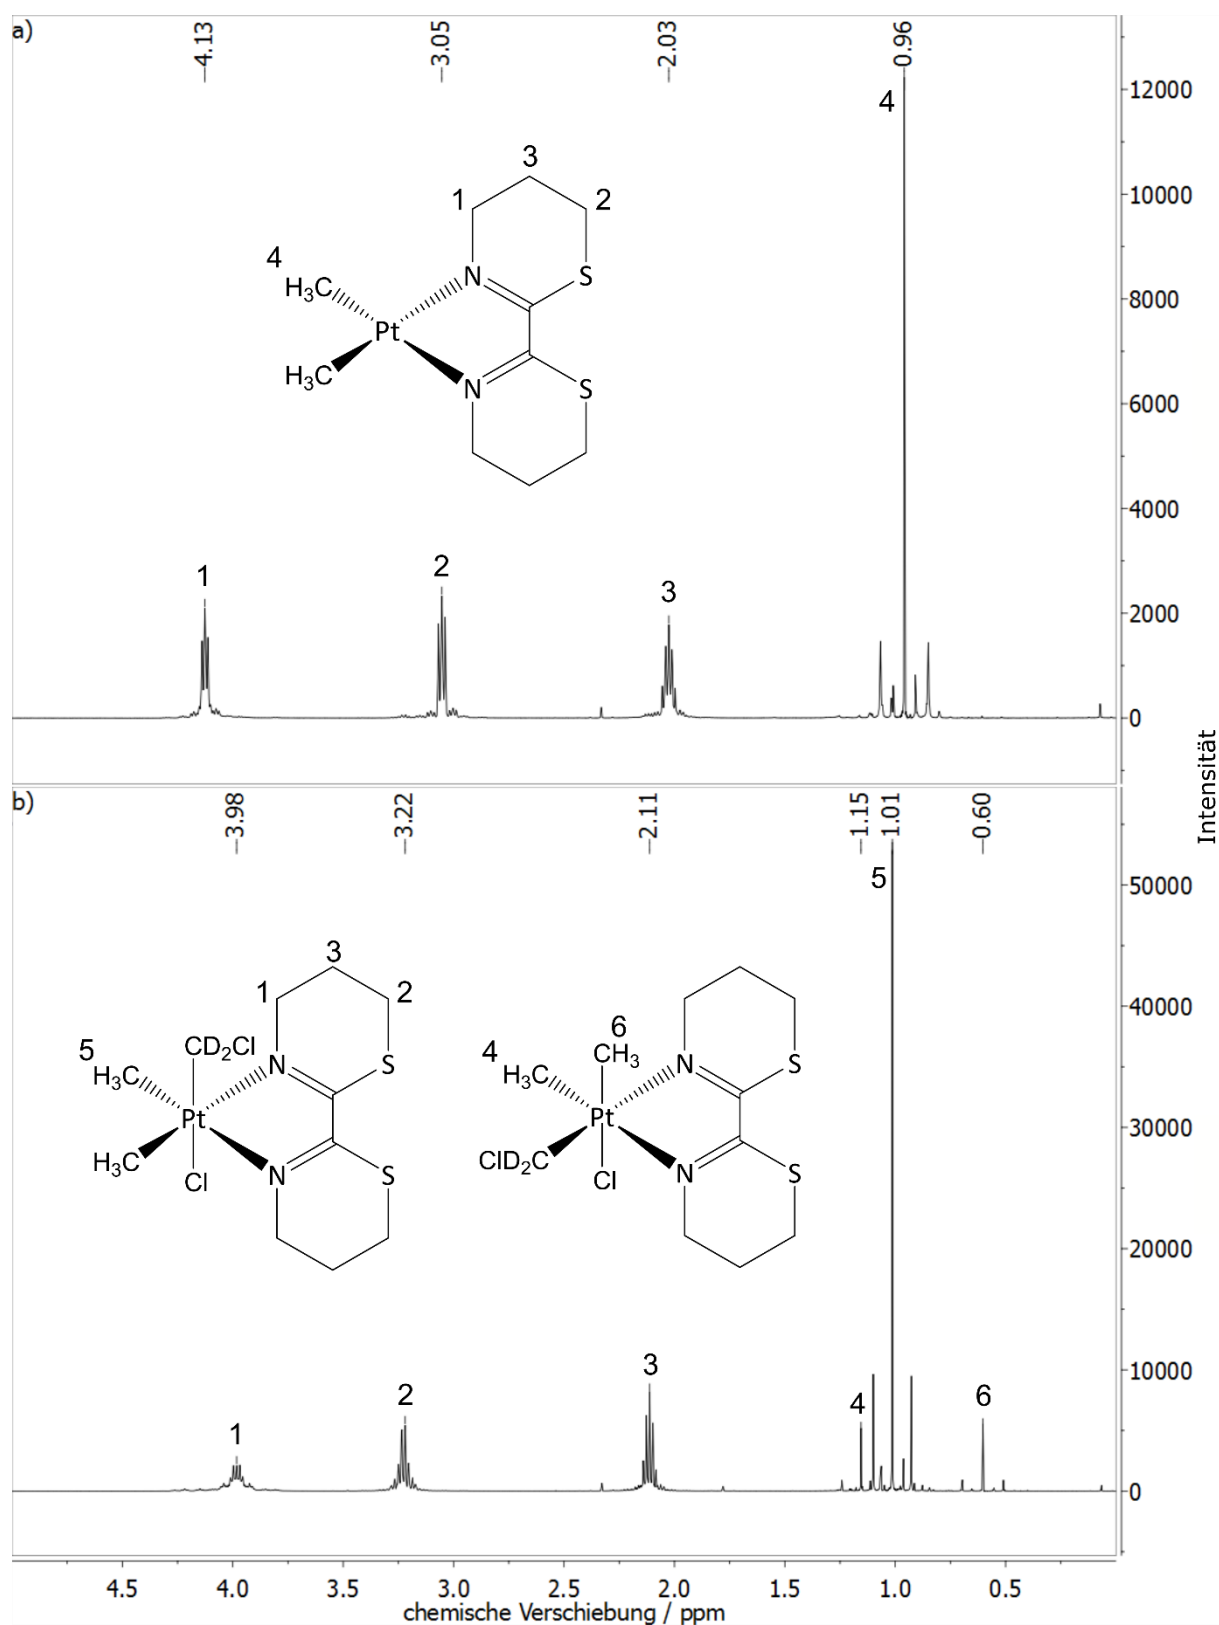 a)
4.13
3.05
2.03
0.96
4
12000
3
1
2
10000
4
H₃C
N
S
8000
Pt
H₃C
N
S
6000
4000
1
2
3
2000
0
Intensität
b)
3.98
3.22
2.11
1.15
1.01
0.60
5
50000
3
1
2
40000
5
CD₂Cl
6
4
CH₃
H₃C
N
S
H₃C
N
S
Pt
Pt
30000
H₃C
Cl
N
S
ClD₂C
Cl
N
S
20000
10000
1
2
3
4
6
0
4.5
4.0
3.5
3.0
2.5
2.0
1.5
1.0
0.5
chemische Verschiebung / ppm